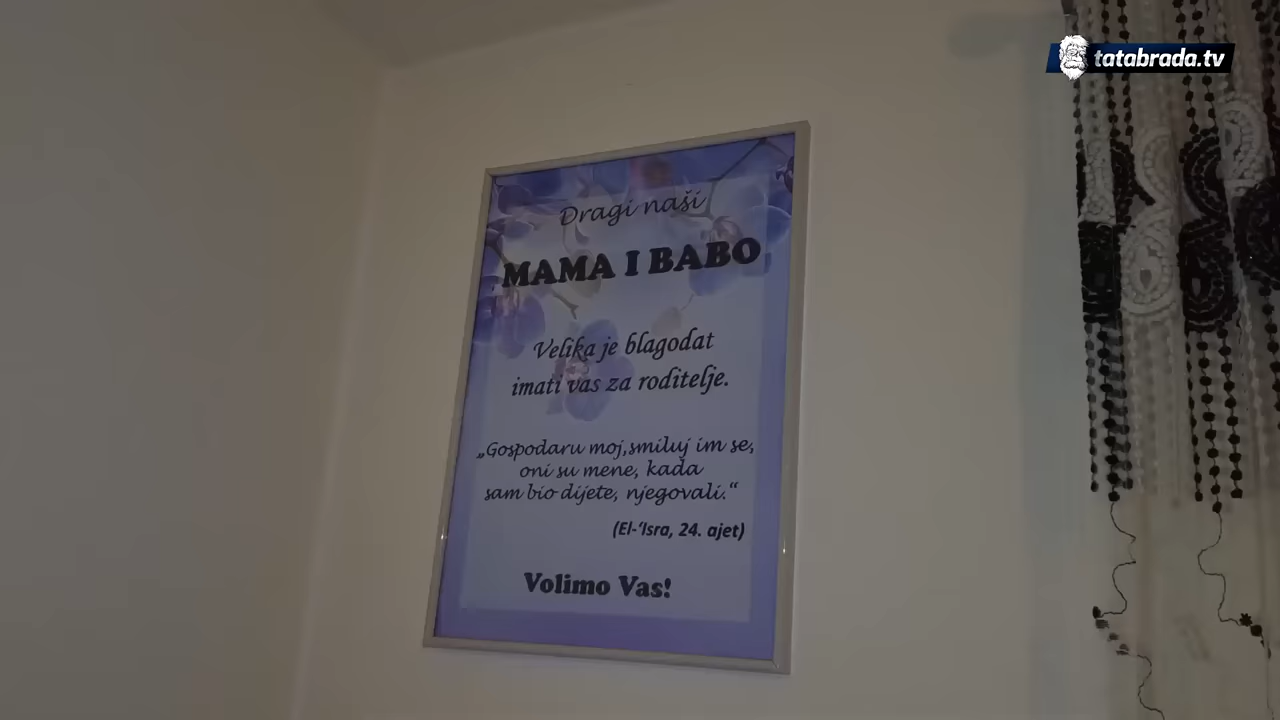 tatabrada.tv
Dragi naši
MAMA I BABO
Velika je blagodat
imati vas za roditelje.
„Gospodaru moj,smiluj im se,
oni su mene, kada
sam bio dijete, njegovali.“
(El-‘Isra, 24. ajet)
Volimo Vas!